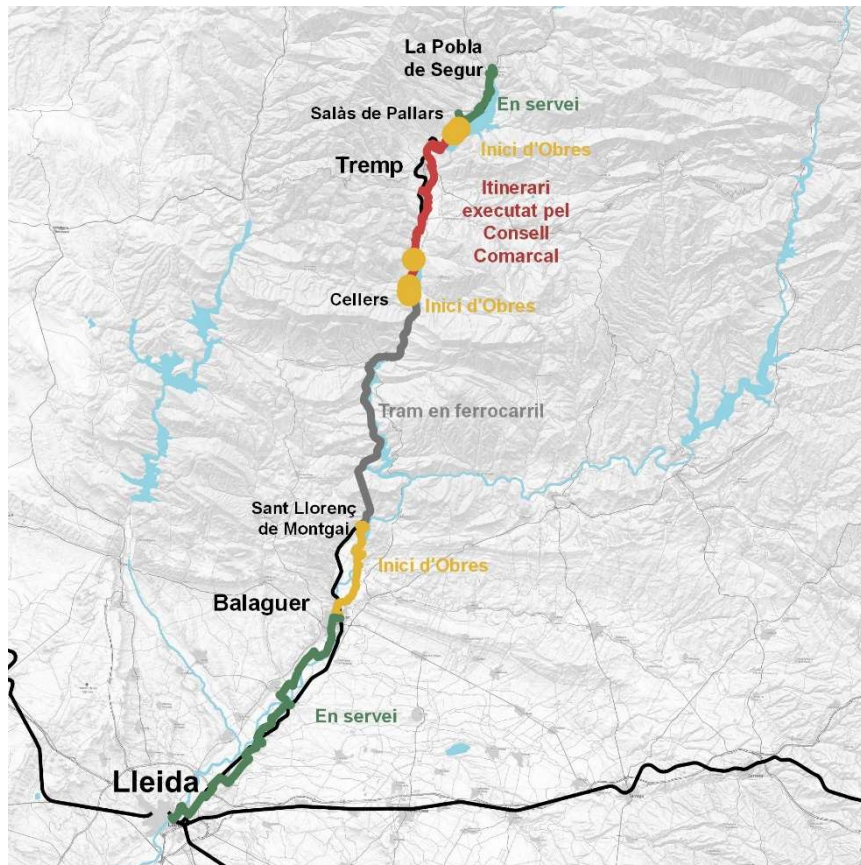 La Pobla
de Segur
En servei
Salàs de Pallars
Inici d'Obres
Tremp
Itinerari
executat pel
Consell
Comarcal
Cellers
Inici d'Obres
Tram en ferrocarril
Sant Llorenç
de Montgai
Inici d'Obres
Balaguer
En servei
Lleida